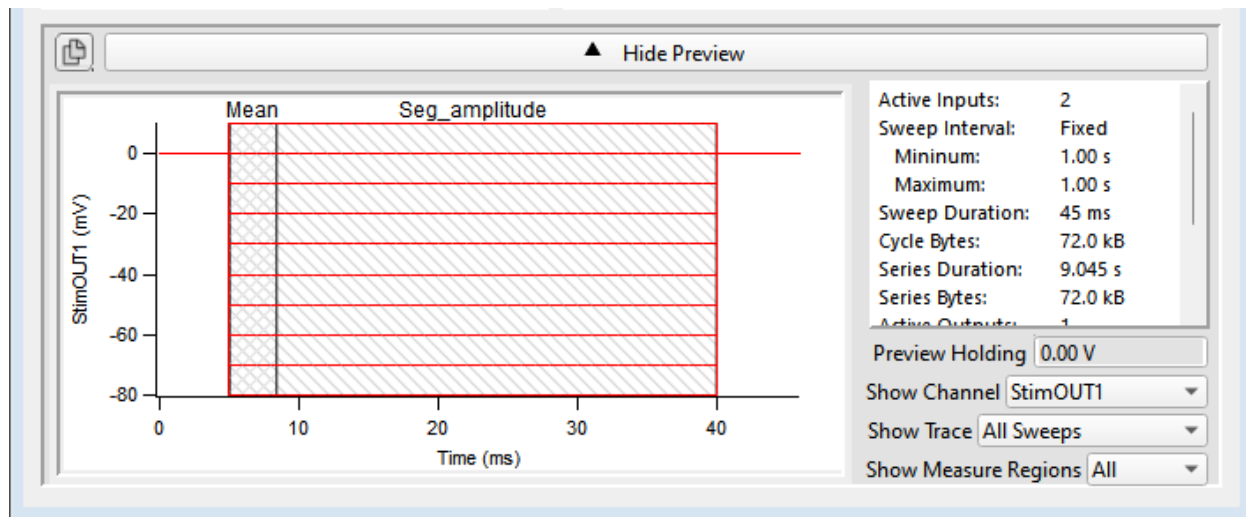 ▲ Hide Preview
Mean
Seg_amplitude
StimOUT1 (mV)
0
-20
-40
-60
-80
0 10 20 30 40
Time (ms)
Active Inputs: 2
Sweep Interval: Fixed
Mininum: 1.00 s
Maximum: 1.00 s
Sweep Duration: 45 ms
Cycle Bytes: 72.0 kB
Series Duration: 9.045 s
Series Bytes: 72.0 kB
Active Outputs: 1
Preview Holding 0.00 V
Show Channel StimOUT1
Show Trace All Sweeps
Show Measure Regions All